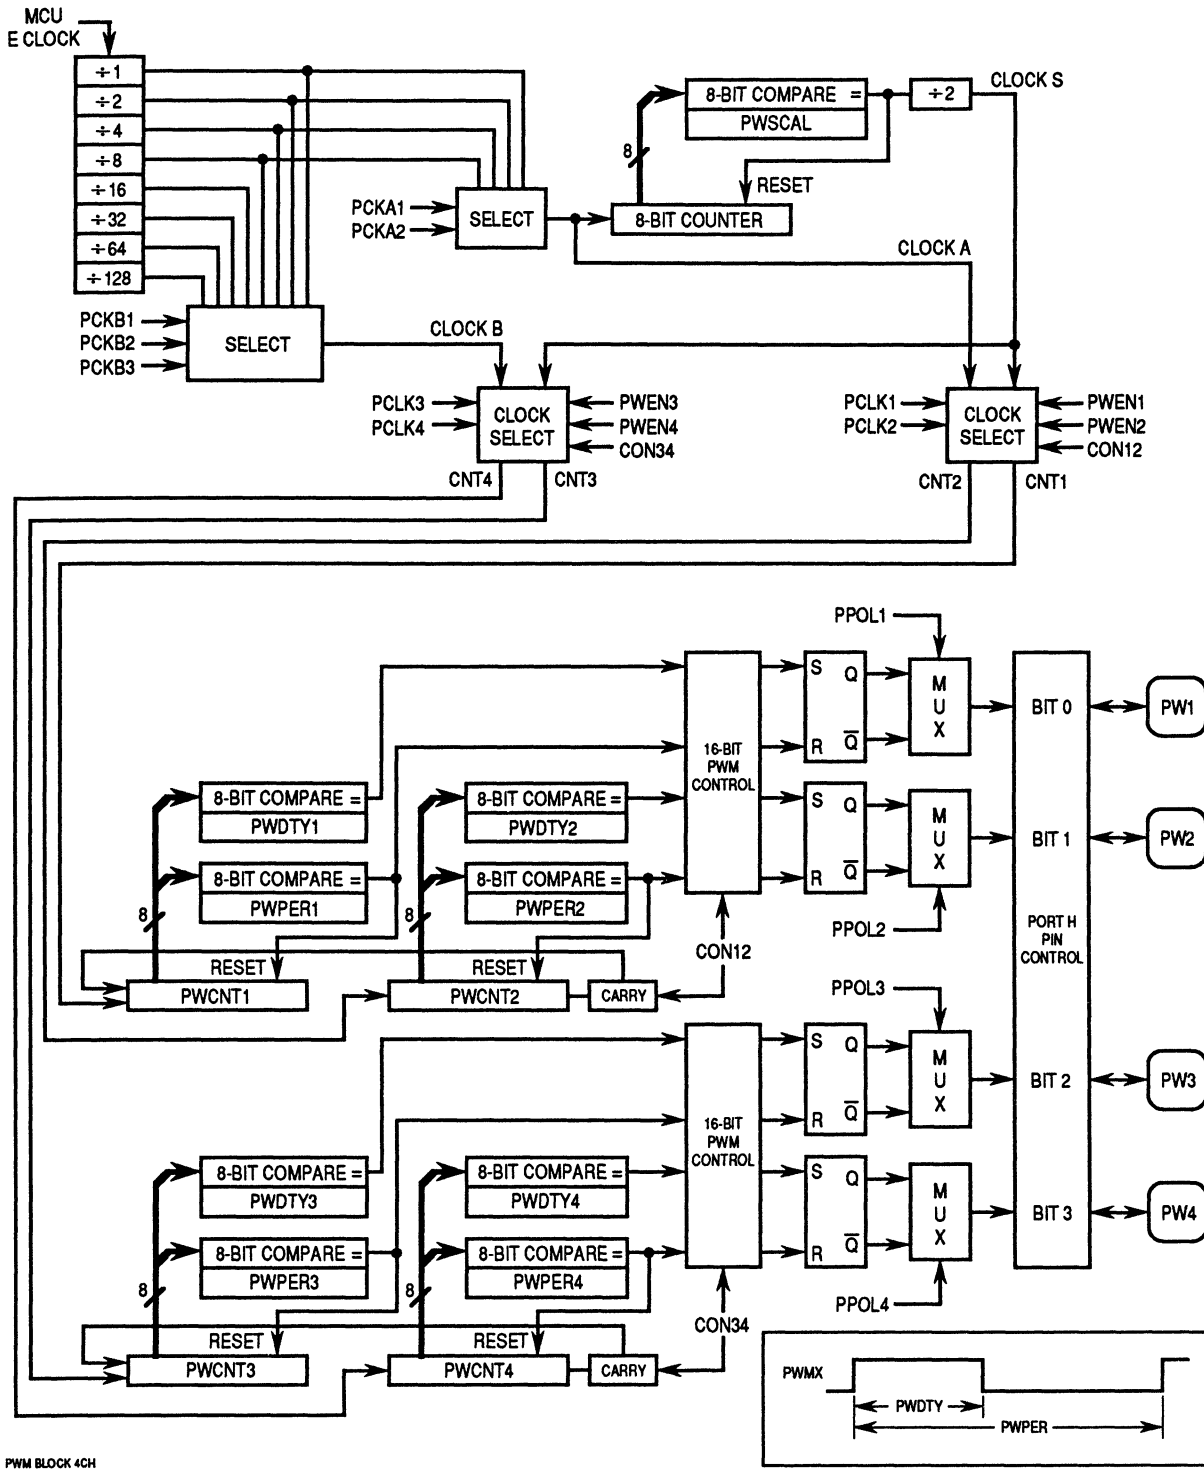 MCU
E CLOCK
÷1
÷2
÷4
÷8
÷16
÷32
÷64
÷128
8-BIT COMPARE =
PWSCAL
÷2
CLOCK S
8
RESET
PCKA1
PCKA2
SELECT
8-BIT COUNTER
CLOCK A
PCKB1
PCKB2
PCKB3
SELECT
CLOCK B
PCLK3
PCLK4
CLOCK
SELECT
PWEN3
PWEN4
CON34
PCLK1
PCLK2
CLOCK
SELECT
PWEN1
PWEN2
CON12
CNT4
CNT3
CNT2
CNT1
PPOL1
S
Q
R
Q̅
MUX
BIT 0
PW1
16-BIT
PWM
CONTROL
8-BIT COMPARE =
PWDTY1
8-BIT COMPARE =
PWDTY2
S
Q
R
Q̅
MUX
BIT 1
PW2
8-BIT COMPARE =
PWPER1
8-BIT COMPARE =
PWPER2
8
8
PPOL2
CON12
PORT H
PIN
CONTROL
RESET
RESET
PWCNT1
PWCNT2
CARRY
PPOL3
S
Q
R
Q̅
MUX
BIT 2
PW3
16-BIT
PWM
CONTROL
8-BIT COMPARE =
PWDTY3
8-BIT COMPARE =
PWDTY4
S
Q
R
Q̅
MUX
BIT 3
PW4
8-BIT COMPARE =
PWPER3
8-BIT COMPARE =
PWPER4
8
8
PPOL4
CON34
RESET
RESET
PWCNT3
PWCNT4
CARRY
PWMX
PWDTY
PWPER
PWM BLOCK 4CH